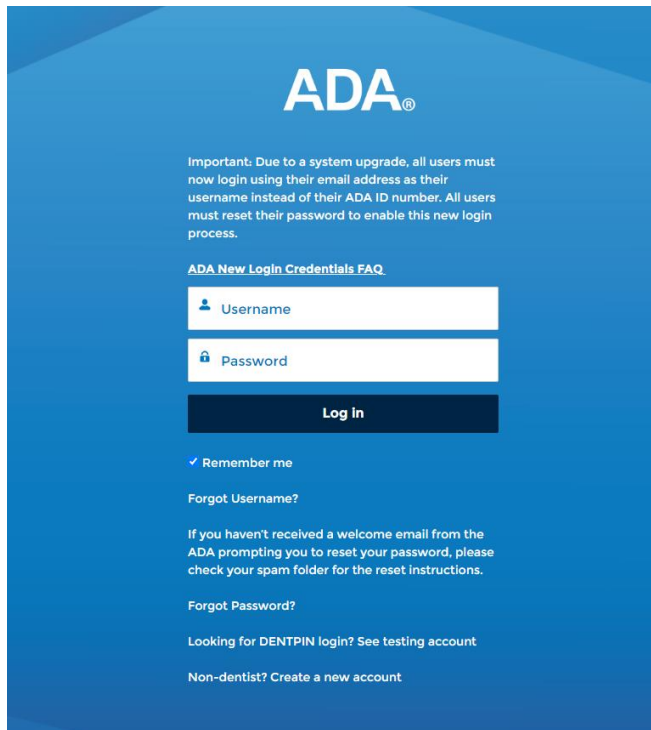 ADA®
Important: Due to a system upgrade, all users must
now login using their email address as their
username instead of their ADA ID number. All users
must reset their password to enable this new login
process.
ADA New Login Credentials FAQ
Username
Password
Log in
Remember me
Forgot Username?
If you haven't received a welcome email from the
ADA prompting you to reset your password, please
check your spam folder for the reset instructions.
Forgot Password?
Looking for DENTPIN login? See testing account
Non-dentist? Create a new account